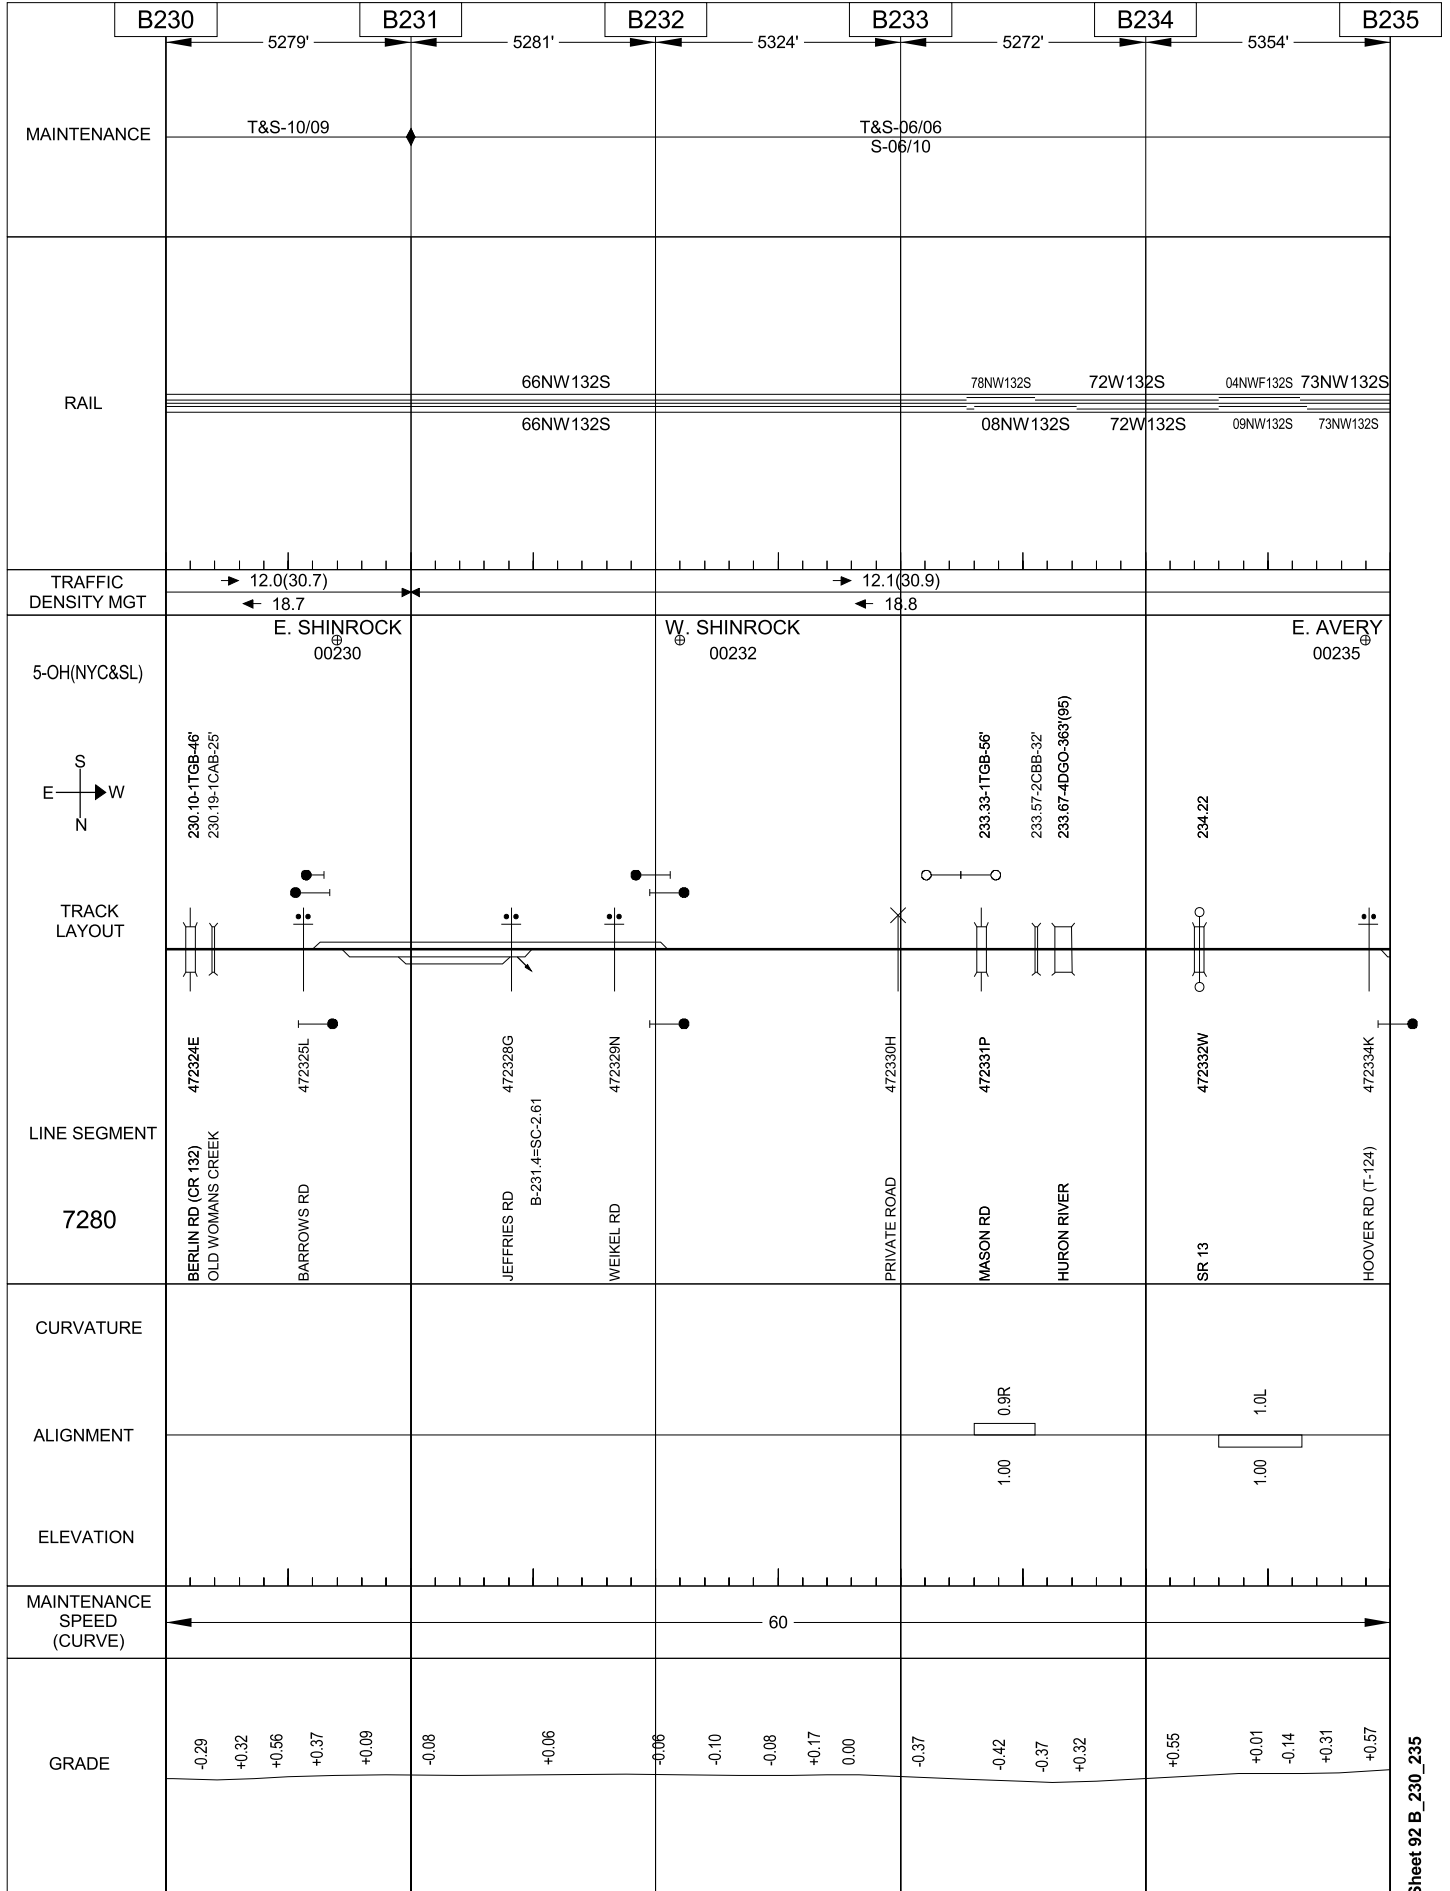 B230 B231 B232 B233 B234 B235
5279' 5281' 5324' 5272' 5354'
MAINTENANCE
T&S-10/09
T&S-06/06
S-06/10
RAIL
66NW132S 78NW132S 72W132S 04NWF132S 73NW132S
66NW132S 08NW132S 72W132S 09NW132S 73NW132S
TRAFFIC
DENSITY MGT
12.0(30.7) 12.1(30.9)
18.7 18.8
E. SHINROCK W. SHINROCK E. AVERY
00230 00232 00235
5-OH(NYC&SL)
S
E W
N
230.10-1TGB-46'
230.19-1CAB-25'
233.33-1TGB-56'
233.57-2CBB-32'
233.67-4DGO-363'(95)
234.22
TRACK
LAYOUT
472324E
472325L
472328G
472329N
472330H
472331P
472332W
472334K
LINE SEGMENT
7280
BERLIN RD (CR 132)
OLD WOMANS CREEK
BARROWS RD
JEFFRIES RD
B-231.4=SC-2.61
WEIKEL RD
PRIVATE ROAD
MASON RD
HURON RIVER
SR 13
HOOVER RD (T-124)
CURVATURE
0.9R
1.0L
ALIGNMENT
1.00
1.00
ELEVATION
MAINTENANCE
SPEED
(CURVE)
60
GRADE
-0.29
+0.32
+0.56
+0.37
+0.09
-0.08
+0.06
-0.06
-0.10
-0.08
+0.17
0.00
-0.37
-0.42
-0.37
+0.32
+0.55
+0.01
-0.14
+0.31
+0.57
Sheet 92 B_230_235